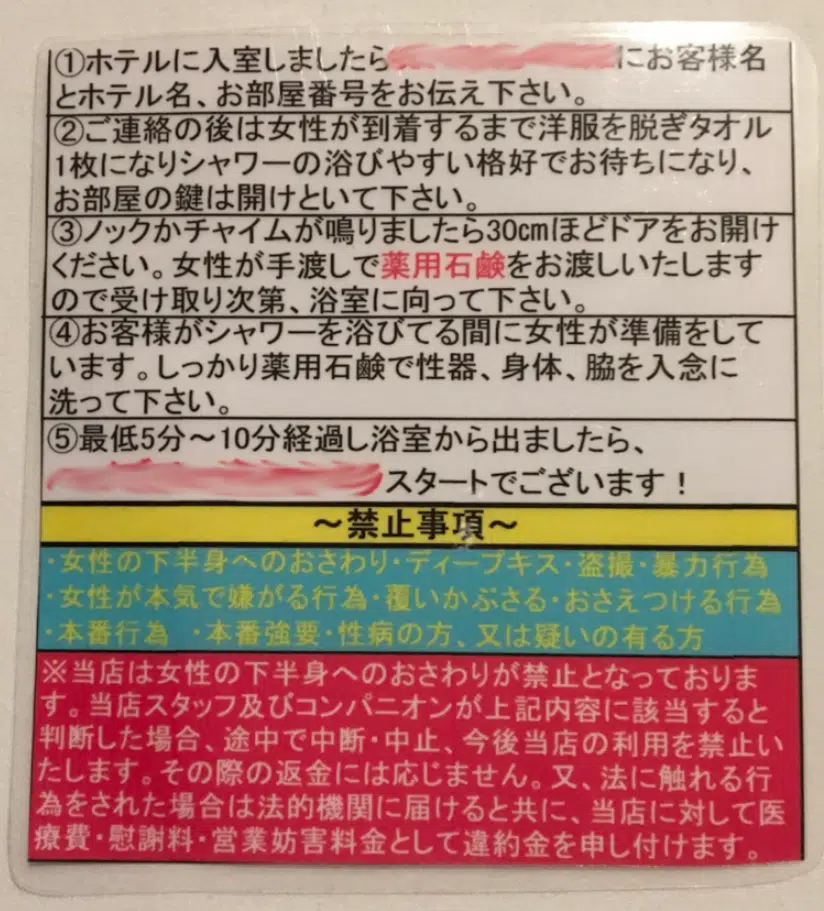 ①ホテルに入室しましたら
にお客様名
とホテル名、お部屋番号をお伝え下さい。
②ご連絡の後は女性が到着するまで洋服を脱ぎタオル
1枚になりシャワーの浴びやすい格好でお待ちになり、
お部屋の鍵は開けといて下さい。
③ノックかチャイムが鳴りましたら30cmほどドアをお開け
ください。女性が手渡しで薬用石鹸をお渡しいたします
ので受け取り次第、浴室に向って下さい。
④お客様がシャワーを浴びてる間に女性が準備をして
います。しっかり薬用石鹸で性器、身体、脇を入念に
洗って下さい。
⑤最低5分～10分経過し浴室から出ましたら、
スタートでございます！
～禁止事項～
・女性の下半身へのおさわり・ディープキス・盗撮・暴力行為
・女性が本気で嫌がる行為・覆いかぶさる・おさえつける行為
・本番行為 ・本番強要・性病の方、又は疑いの有る方
※当店は女性の下半身へのおさわりが禁止となっておりま
す。当店スタッフ及びコンパニオンが上記内容に該当すると
判断した場合、途中で中断・中止、今後当店の利用を禁止い
たします。その際の返金には応じません。又、法に触れる行
為をされた場合は法的機関に届けると共に、当店に対して医
療費・慰謝料・営業妨害料金として違約金を申し付けます。